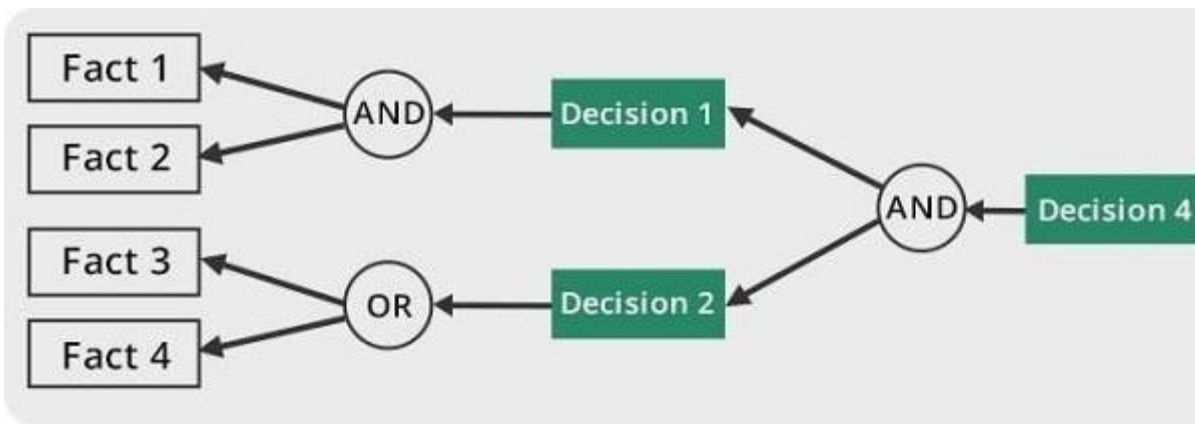 Fact 1
Fact 2
Fact 3
Fact 4
AND
OR
Decision 1
Decision 2
AND
Decision 4